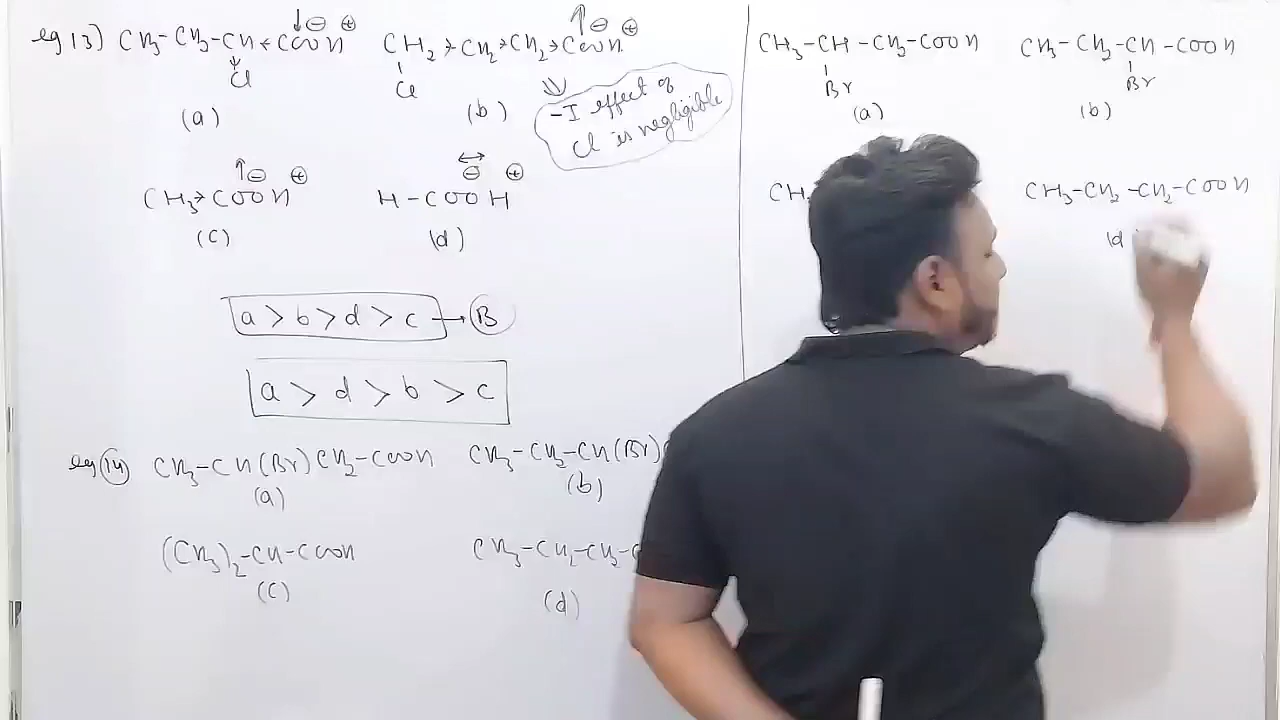 eg 13) CH3-CH2-CH-COOH ⊖ ⊕
Cl
(a)
CH2-CH2-CH2-COOH ⊖ ⊕
Cl
(b)
-I effect of
Cl is negligible
CH3-COOH ⊖ ⊕
(c)
H-COOH ⊖ ⊕
(d)
a > b > d > c → B
a > d > b > c
eg 14 CH3-CH(Br)CH2-COOH
(a)
CH3-CH2-CH(Br)
(b)
(CH3)2-CH-COOH
(c)
CH3-CH2-CH2-
(d)
CH3-CH-CH2-COOH
Br
(a)
CH3-CH2-CH-COOH
Br
(b)
CH
CH3-CH2-CH2-COOH
(d